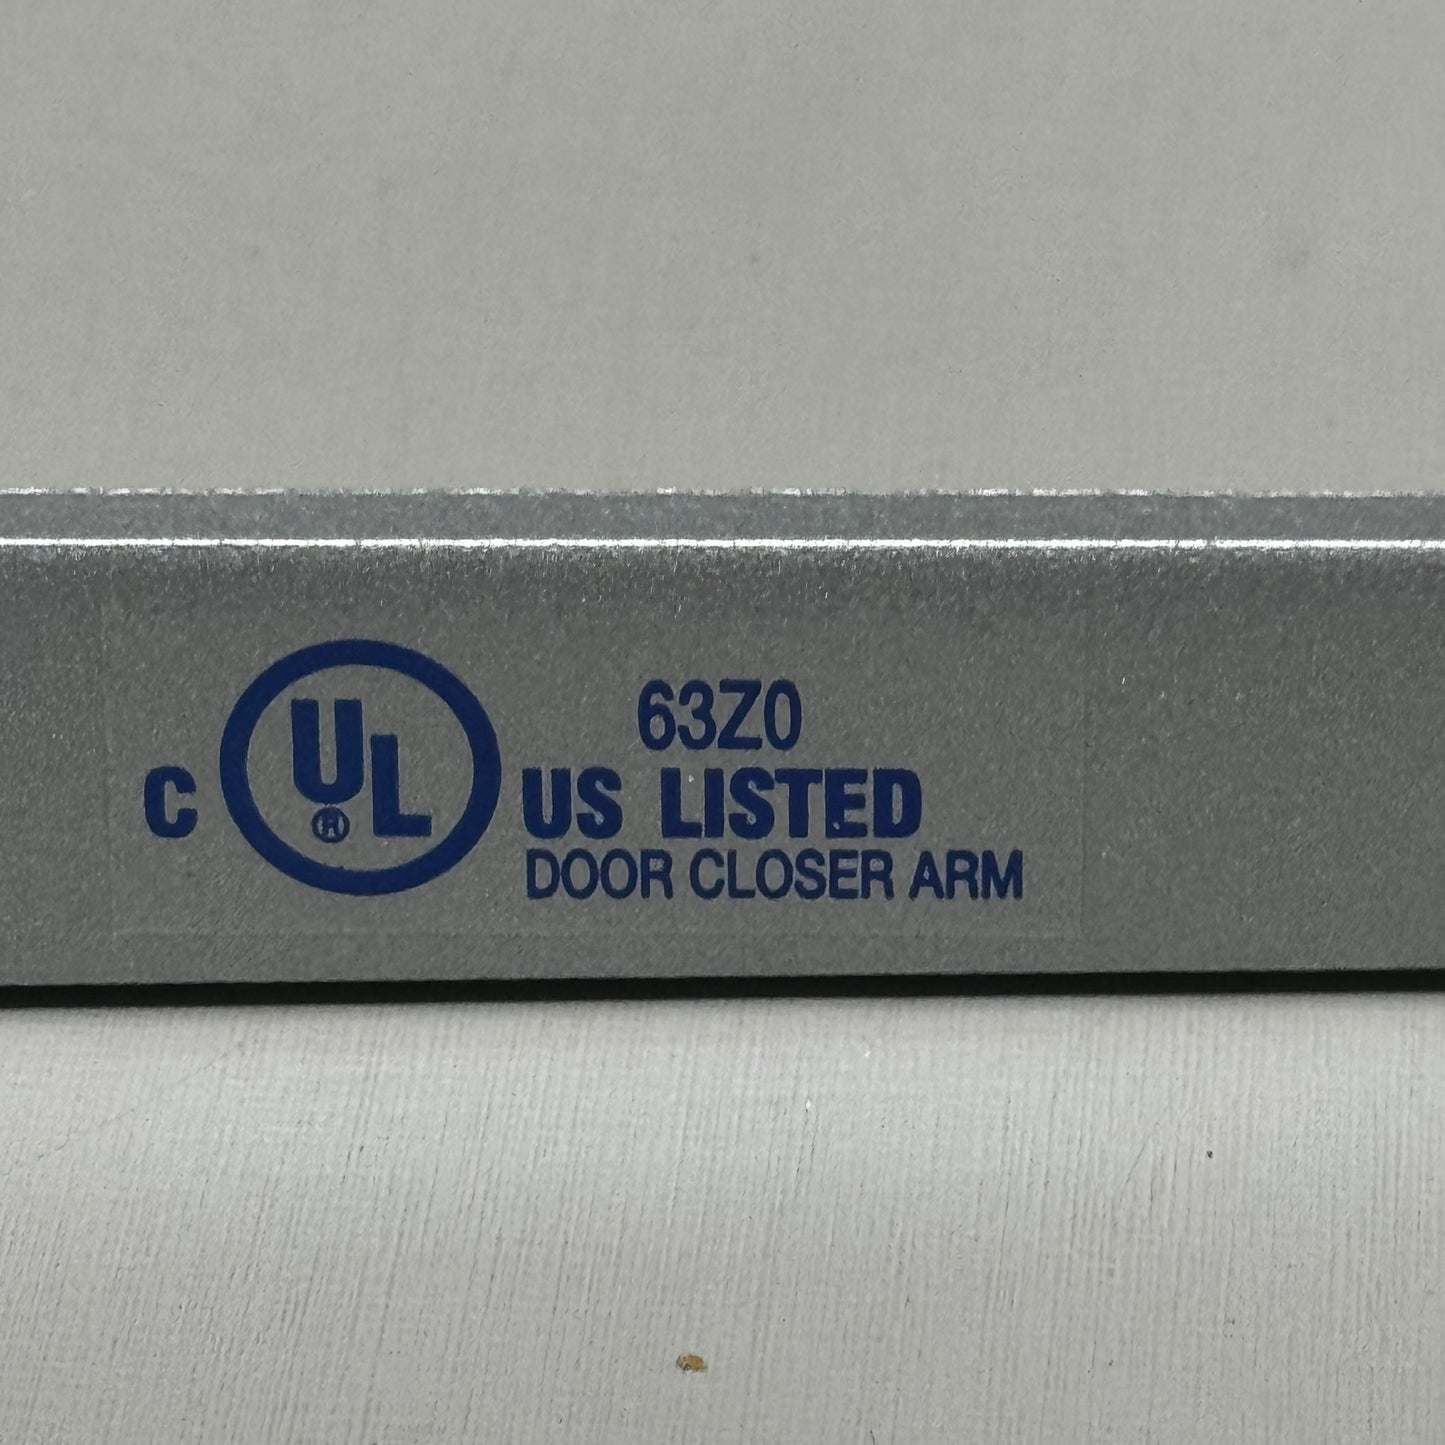 63Z0
C UL® US LISTED
DOOR CLOSER ARM